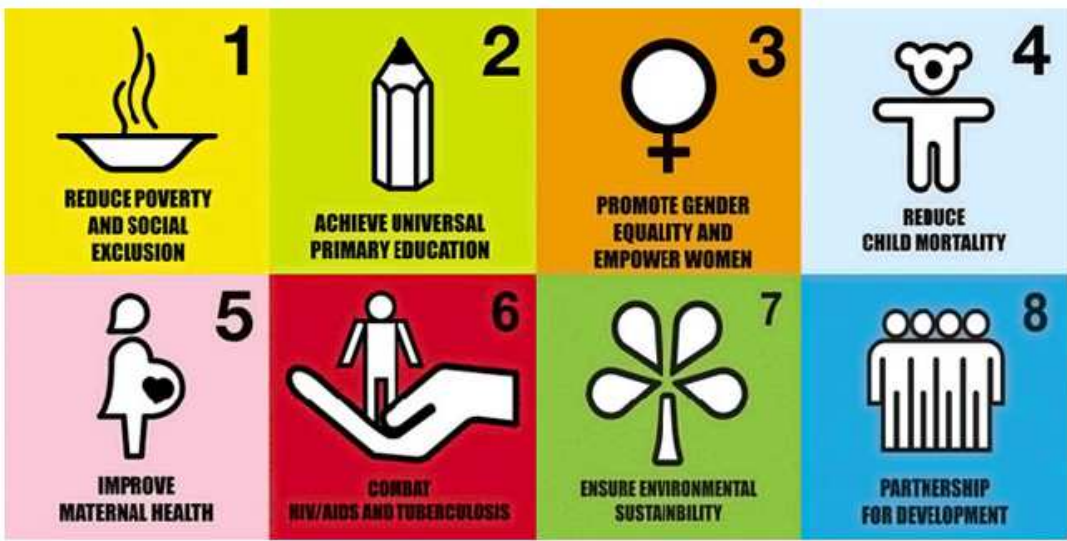 1
REDUCE POVERTY
AND SOCIAL
EXCLUSION
2
ACHIEVE UNIVERSAL
PRIMARY EDUCATION
3
PROMOTE GENDER
EQUALITY AND
EMPOWER WOMEN
4
REDUCE
CHILD MORTALITY
5
IMPROVE
MATERNAL HEALTH
6
COMBAT
HIV/AIDS AND TUBERCULOSIS
7
ENSURE ENVIRONMENTAL
SUSTAINBILITY
8
PARTNERSHIP
FOR DEVELOPMENT